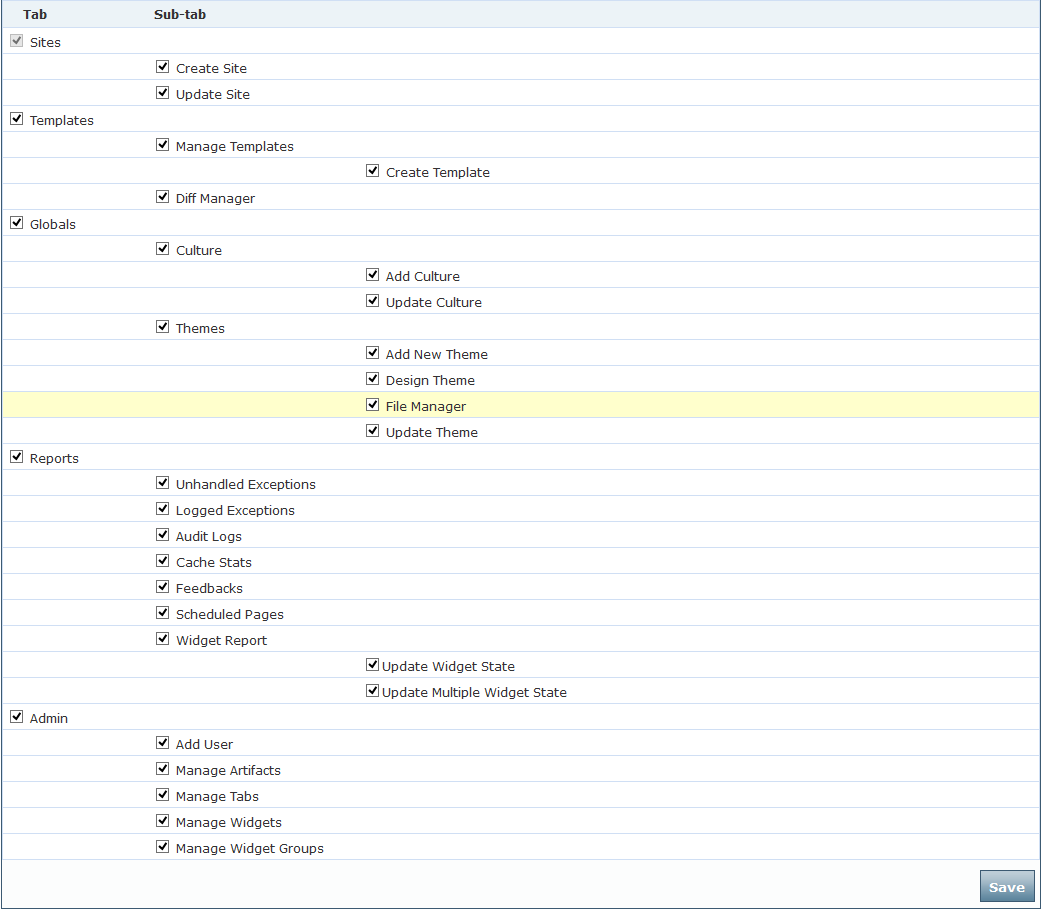 Tab Sub-tab
Sites
Create Site
Update Site
Templates
Manage Templates
Create Template
Diff Manager
Globals
Culture
Add Culture
Update Culture
Themes
Add New Theme
Design Theme
File Manager
Update Theme
Reports
Unhandled Exceptions
Logged Exceptions
Audit Logs
Cache Stats
Feedbacks
Scheduled Pages
Widget Report
Update Widget State
Update Multiple Widget State
Admin
Add User
Manage Artifacts
Manage Tabs
Manage Widgets
Manage Widget Groups
Save